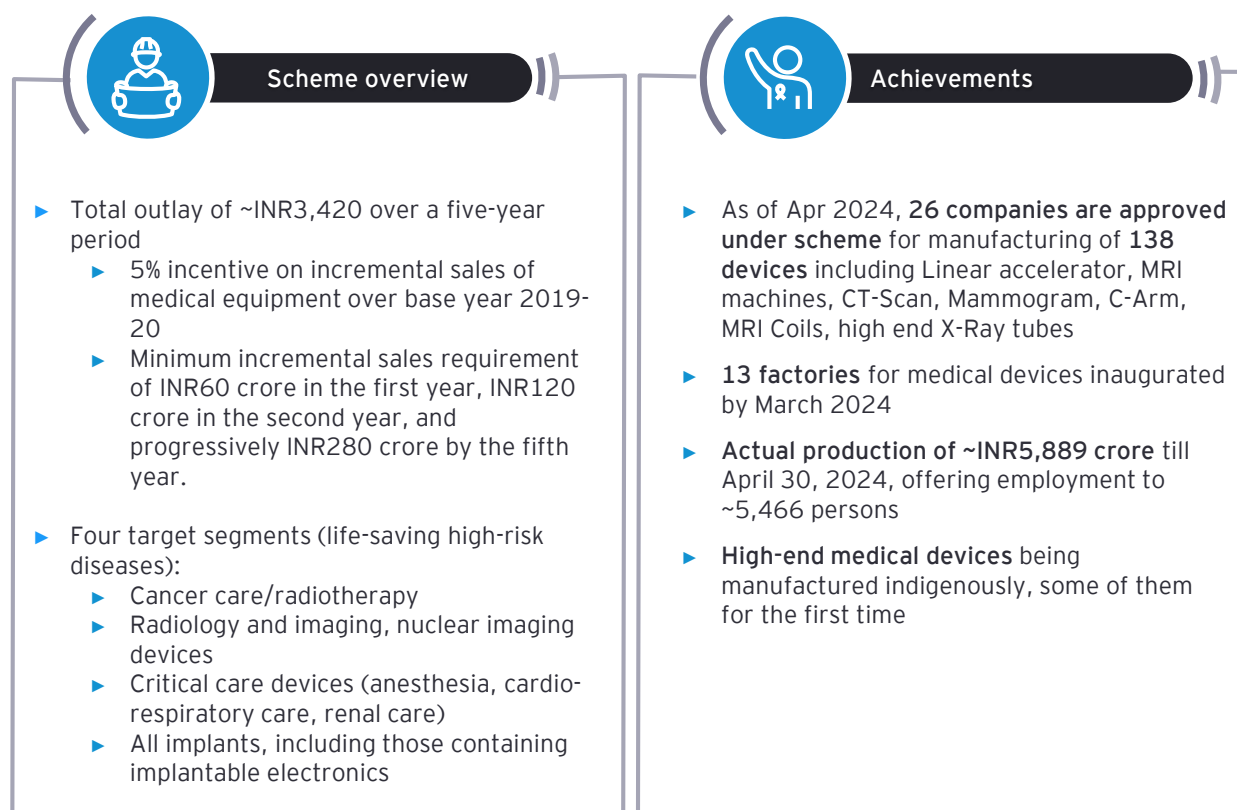 Scheme overview
► Total outlay of ~INR3,420 over a five-year
period
► 5% incentive on incremental sales of
medical equipment over base year 2019-
20
► Minimum incremental sales requirement
of INR60 crore in the first year, INR120
crore in the second year, and
progressively INR280 crore by the fifth
year.
► Four target segments (life-saving high-risk
diseases):
► Cancer care/radiotherapy
► Radiology and imaging, nuclear imaging
devices
► Critical care devices (anesthesia, cardio-
respiratory care, renal care)
► All implants, including those containing
implantable electronics
Achievements
► As of Apr 2024, 26 companies are approved
under scheme for manufacturing of 138
devices including Linear accelerator, MRI
machines, CT-Scan, Mammogram, C-Arm,
MRI Coils, high end X-Ray tubes
► 13 factories for medical devices inaugurated
by March 2024
► Actual production of ~INR5,889 crore till
April 30, 2024, offering employment to
~5,466 persons
► High-end medical devices being
manufactured indigenously, some of them
for the first time